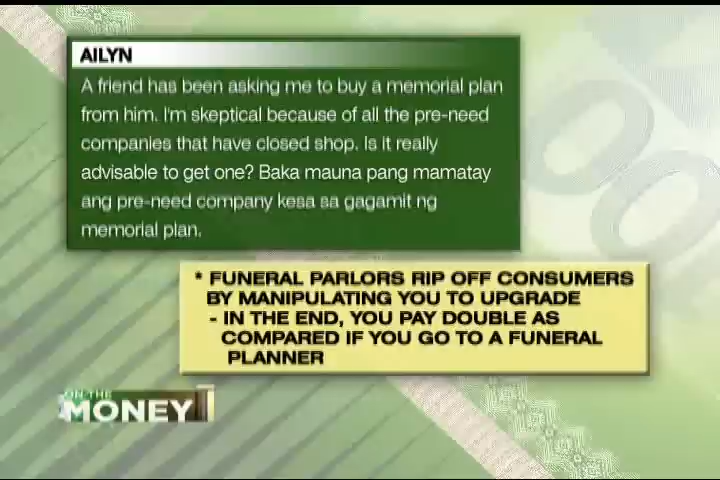 AILYN
A friend has been asking me to buy a memorial plan
from him. I'm skeptical because of all the pre-need
companies that have closed shop. Is it really
advisable to get one? Baka mauna pang mamatay
ang pre-need company kesa sa gagamit ng
memorial plan.
* FUNERAL PARLORS RIP OFF CONSUMERS
BY MANIPULATING YOU TO UPGRADE
- IN THE END, YOU PAY DOUBLE AS
COMPARED IF YOU GO TO A FUNERAL
PLANNER
ON THE
MONEY